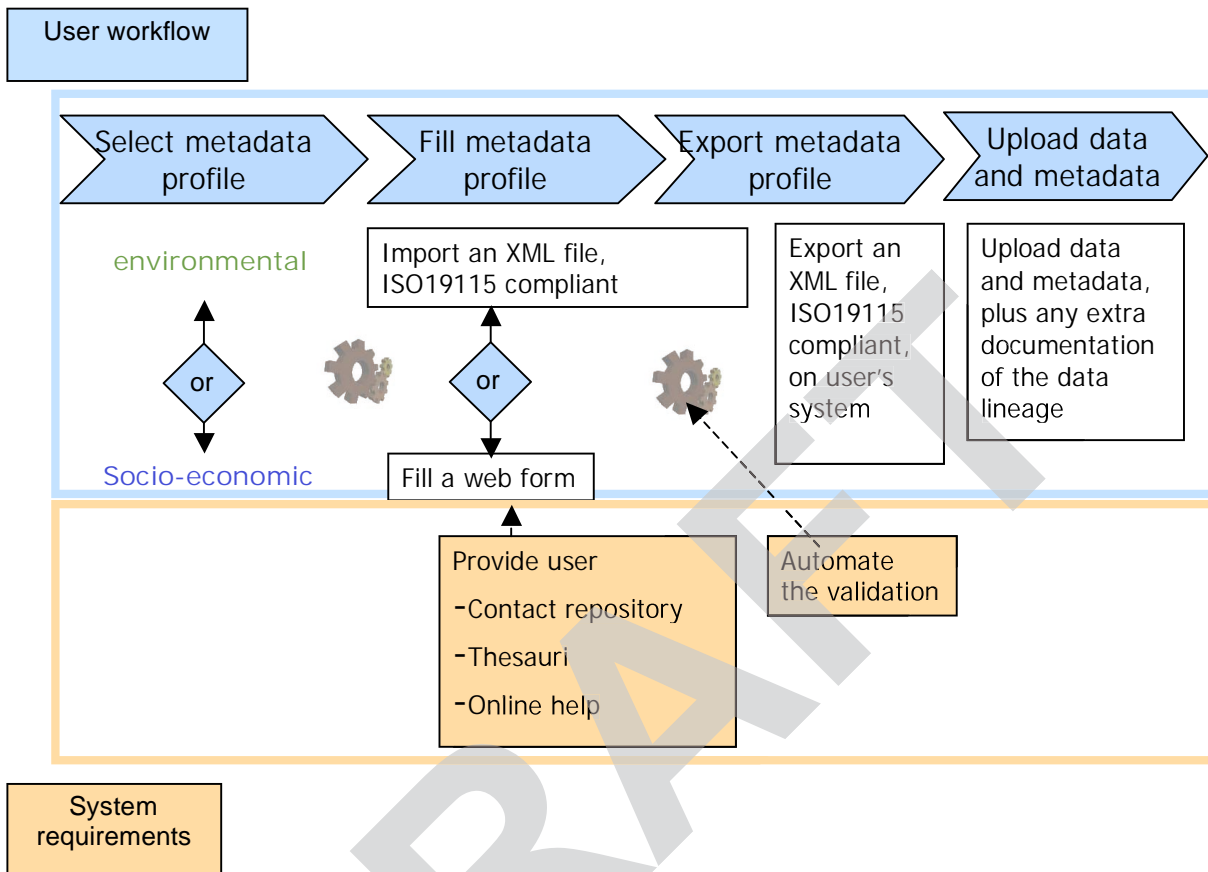 User workflow
Select metadata
profile
Fill metadata
profile
Export metadata
profile
Upload data
and metadata
environmental
or
Socio-economic
Import an XML file,
ISO19115 compliant
or
Fill a web form
Export an
XML file,
ISO19115
compliant,
on user's
system
Upload data
and metadata,
plus any extra
documentation
of the data
lineage
Provide user
-Contact repository
-Thesauri
-Online help
Automate
the validation
System
requirements
RAFT